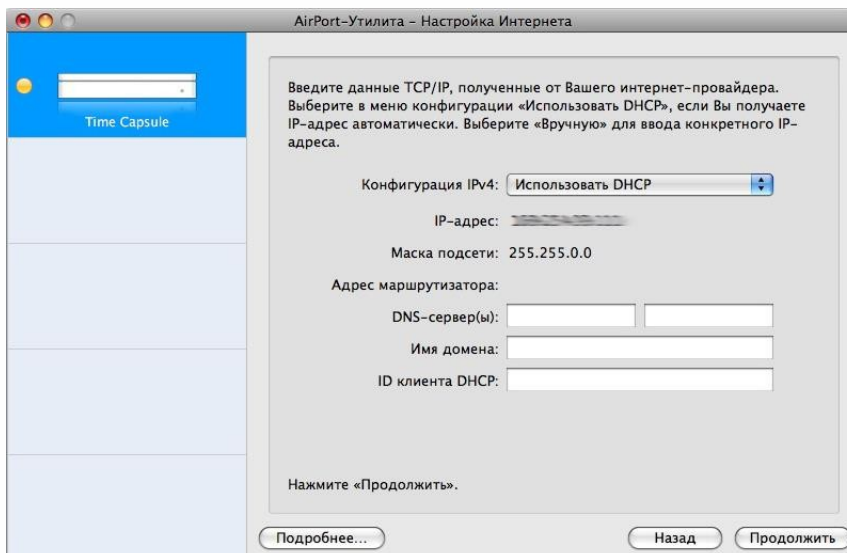 AirPort-Утилита – Настройка Интернета
Time Capsule
Введите данные TCP/IP, полученные от Вашего интернет-провайдера.
Выберите в меню конфигурации «Использовать DHCP», если Вы получаете
IP-адрес автоматически. Выберите «Вручную» для ввода конкретного IP-
адреса.
Конфигурация IPv4: Использовать DHCP
IP-адрес:
Маска подсети: 255.255.0.0
Адрес маршрутизатора:
DNS-сервер(ы):
Имя домена:
ID клиента DHCP:
Нажмите «Продолжить».
Подробнее... Назад Продолжить